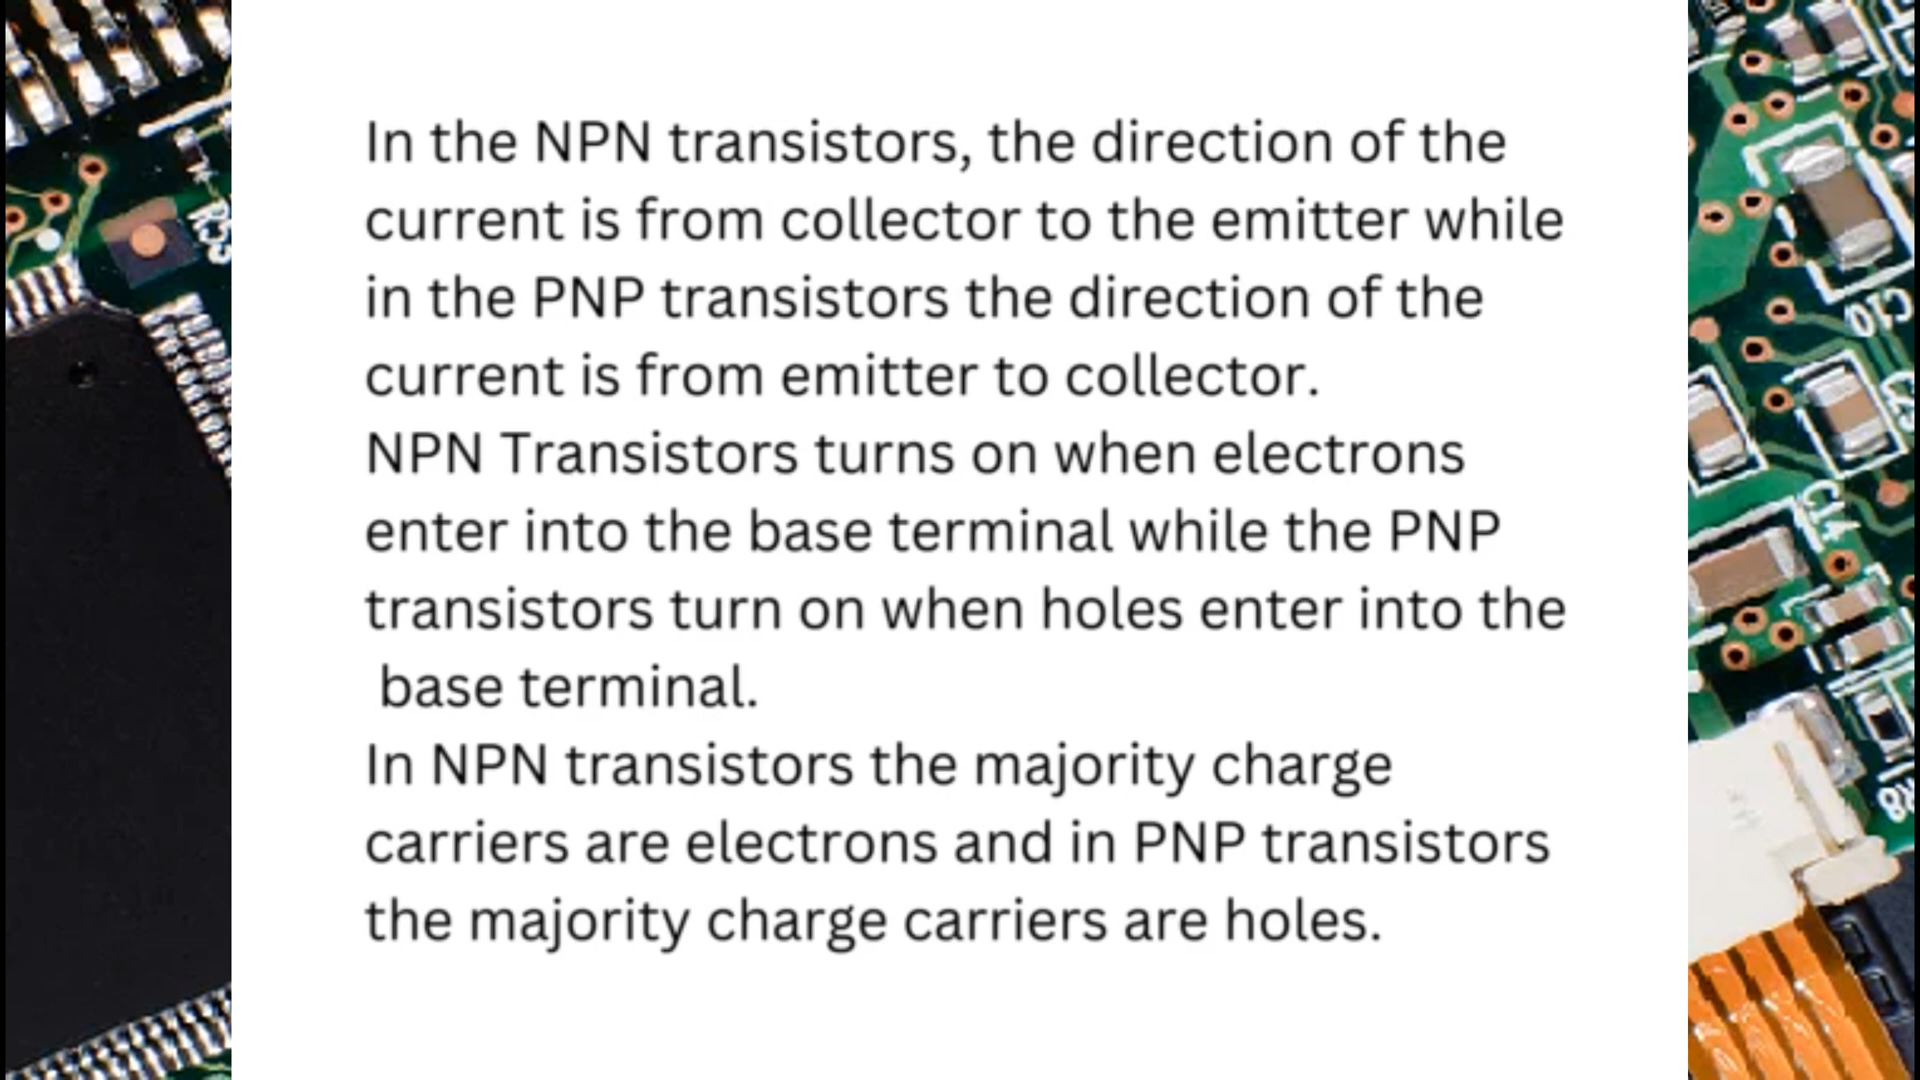 In the NPN transistors, the direction of the
current is from collector to the emitter while
in the PNP transistors the direction of the
current is from emitter to collector.
NPN Transistors turns on when electrons
enter into the base terminal while the PNP
transistors turn on when holes enter into the
base terminal.
In NPN transistors the majority charge
carriers are electrons and in PNP transistors
the majority charge carriers are holes.
C10
C14